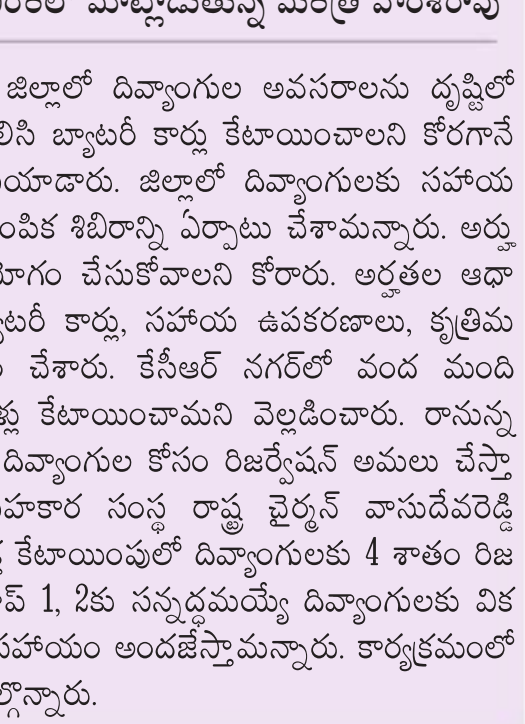 మాట్లాడుతున్న మంత్రి హరీశ్‌రావు
జిల్లాలో దివ్యాంగుల అవసరాలను దృష్టిలో
లిసి బ్యాటరీ కార్లు కేటాయించాలని కోరగానే
యాడారు. జిల్లాలో దివ్యాంగులకు సహాయ
ంపిక శిబిరాన్ని ఏర్పాటు చేశామన్నారు. అర్హు
యోగం చేసుకోవాలని కోరారు. అర్హతల ఆధా
్యాటరీ కార్లు, సహాయ ఉపకరణాలు, కృత్రిమ
చేశారు. కేసీఆర్ నగర్‌లో వంద మంది
ళ్లు కేటాయించామని వెల్లడించారు. రానున్న
దివ్యాంగుల కోసం రిజర్వేషన్ అమలు చేస్తా
హకార సంస్థ రాష్ట్ర చైర్మన్ వాసుదేవరెడ్డి
కేటాయింపులో దివ్యాంగులకు 4 శాతం రిజ
ప్ 1, 2కు సన్నద్ధమయ్యే దివ్యాంగులకు విక
సహాయం అందజేస్తామన్నారు. కార్యక్రమంలో
ల్గొన్నారు.